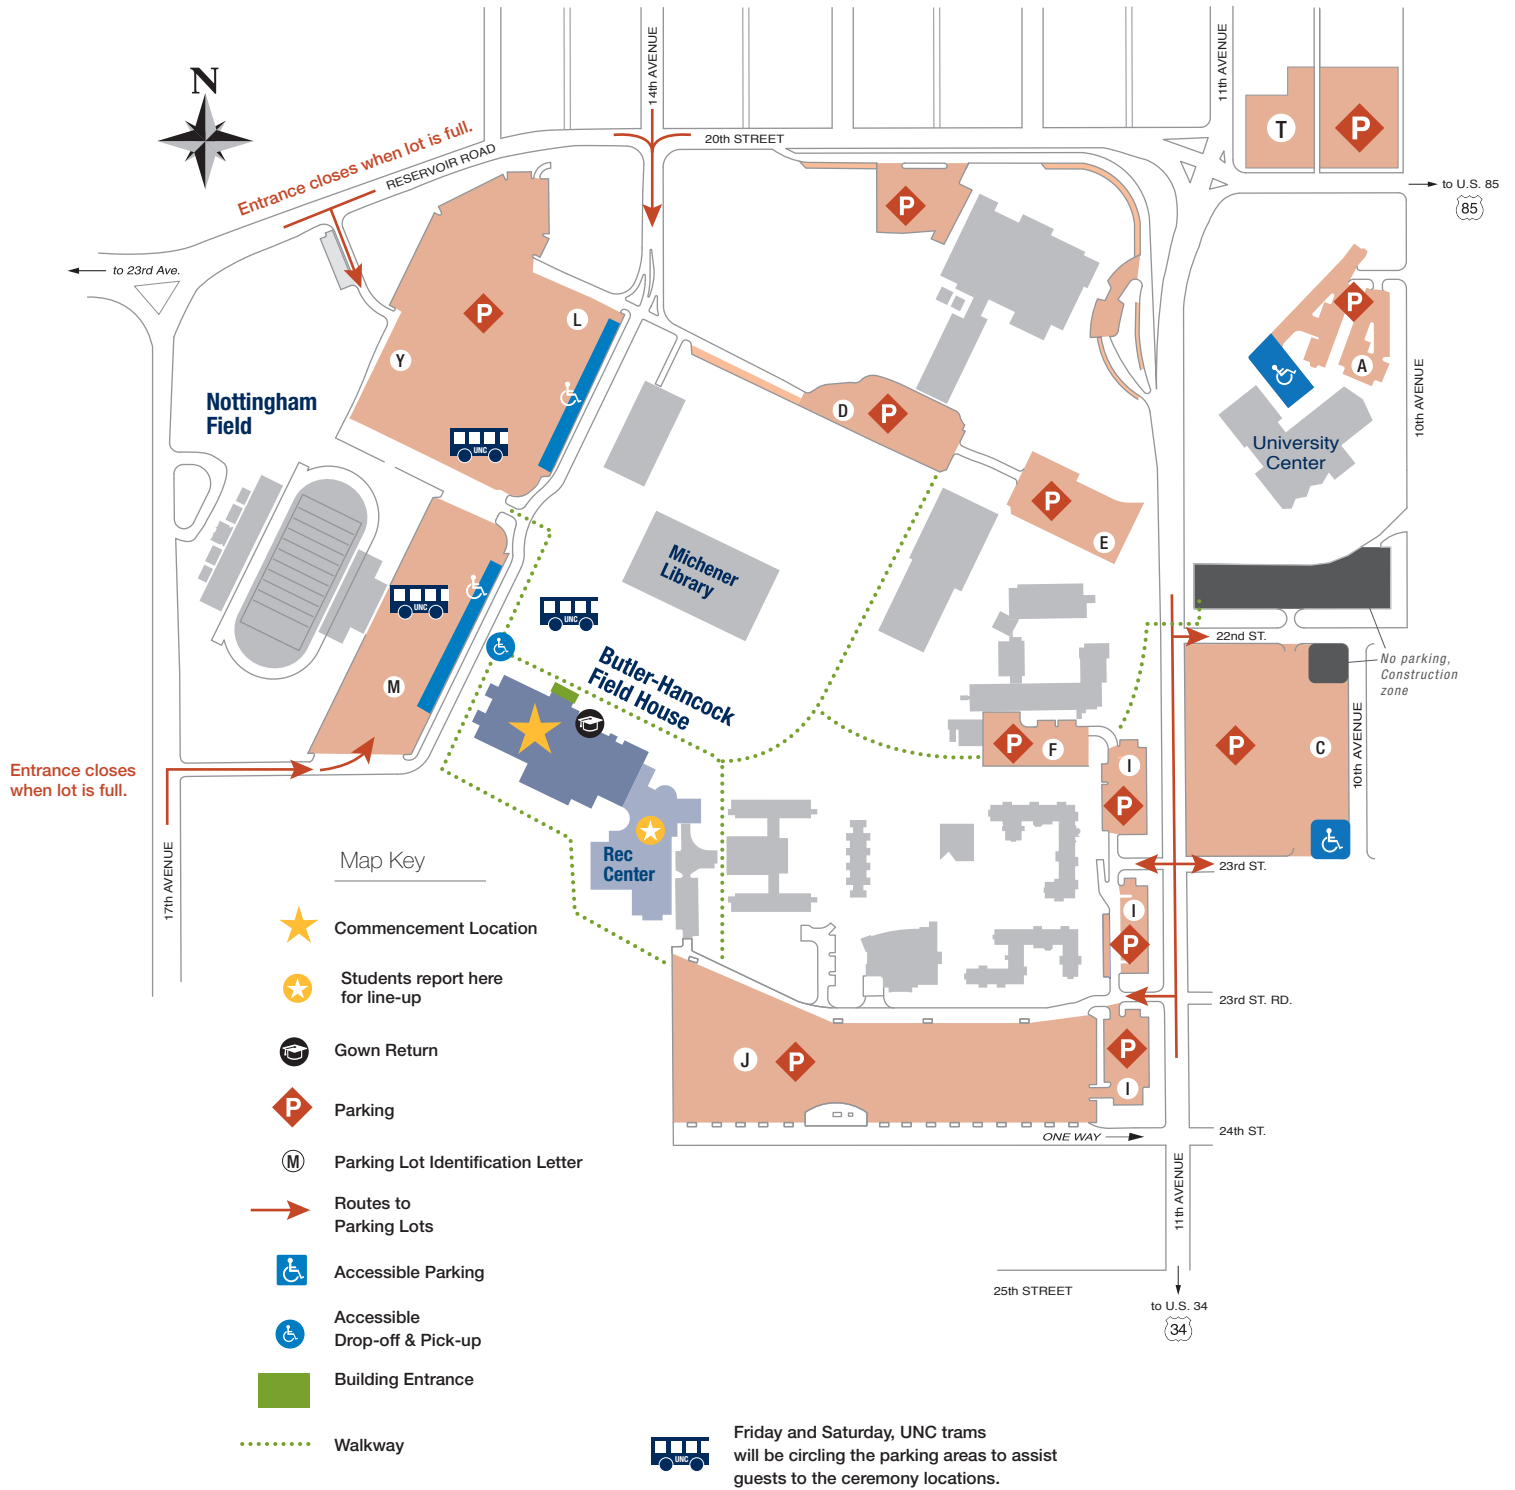 N
14th AVENUE
11th AVENUE
Entrance closes when lot is full.
RESERVOIR ROAD
20th STREET
T
P
to U.S. 85
85
P
to 23rd Ave.
P
L
Y
P
A
10th AVENUE
Nottingham
Field
D
P
University
Center
UNC
P
E
Michener
Library
UNC
UNC
22nd ST.
No parking,
Construction
zone
M
Butler-Hancock
Field House
P
F
P
C
10th AVENUE
I
P
Entrance closes
when lot is full.
17th AVENUE
Rec
Center
23rd ST.
I
P
23rd ST. RD.
J
P
P
I
ONE WAY
24th ST.
11th AVENUE
25th STREET
to U.S. 34
34
Map Key
Commencement Location
Students report here
for line-up
Gown Return
P
Parking
M
Parking Lot Identification Letter
Routes to
Parking Lots
Accessible Parking
Accessible
Drop-off & Pick-up
Building Entrance
Walkway
UNC
Friday and Saturday, UNC trams
will be circling the parking areas to assist
guests to the ceremony locations.